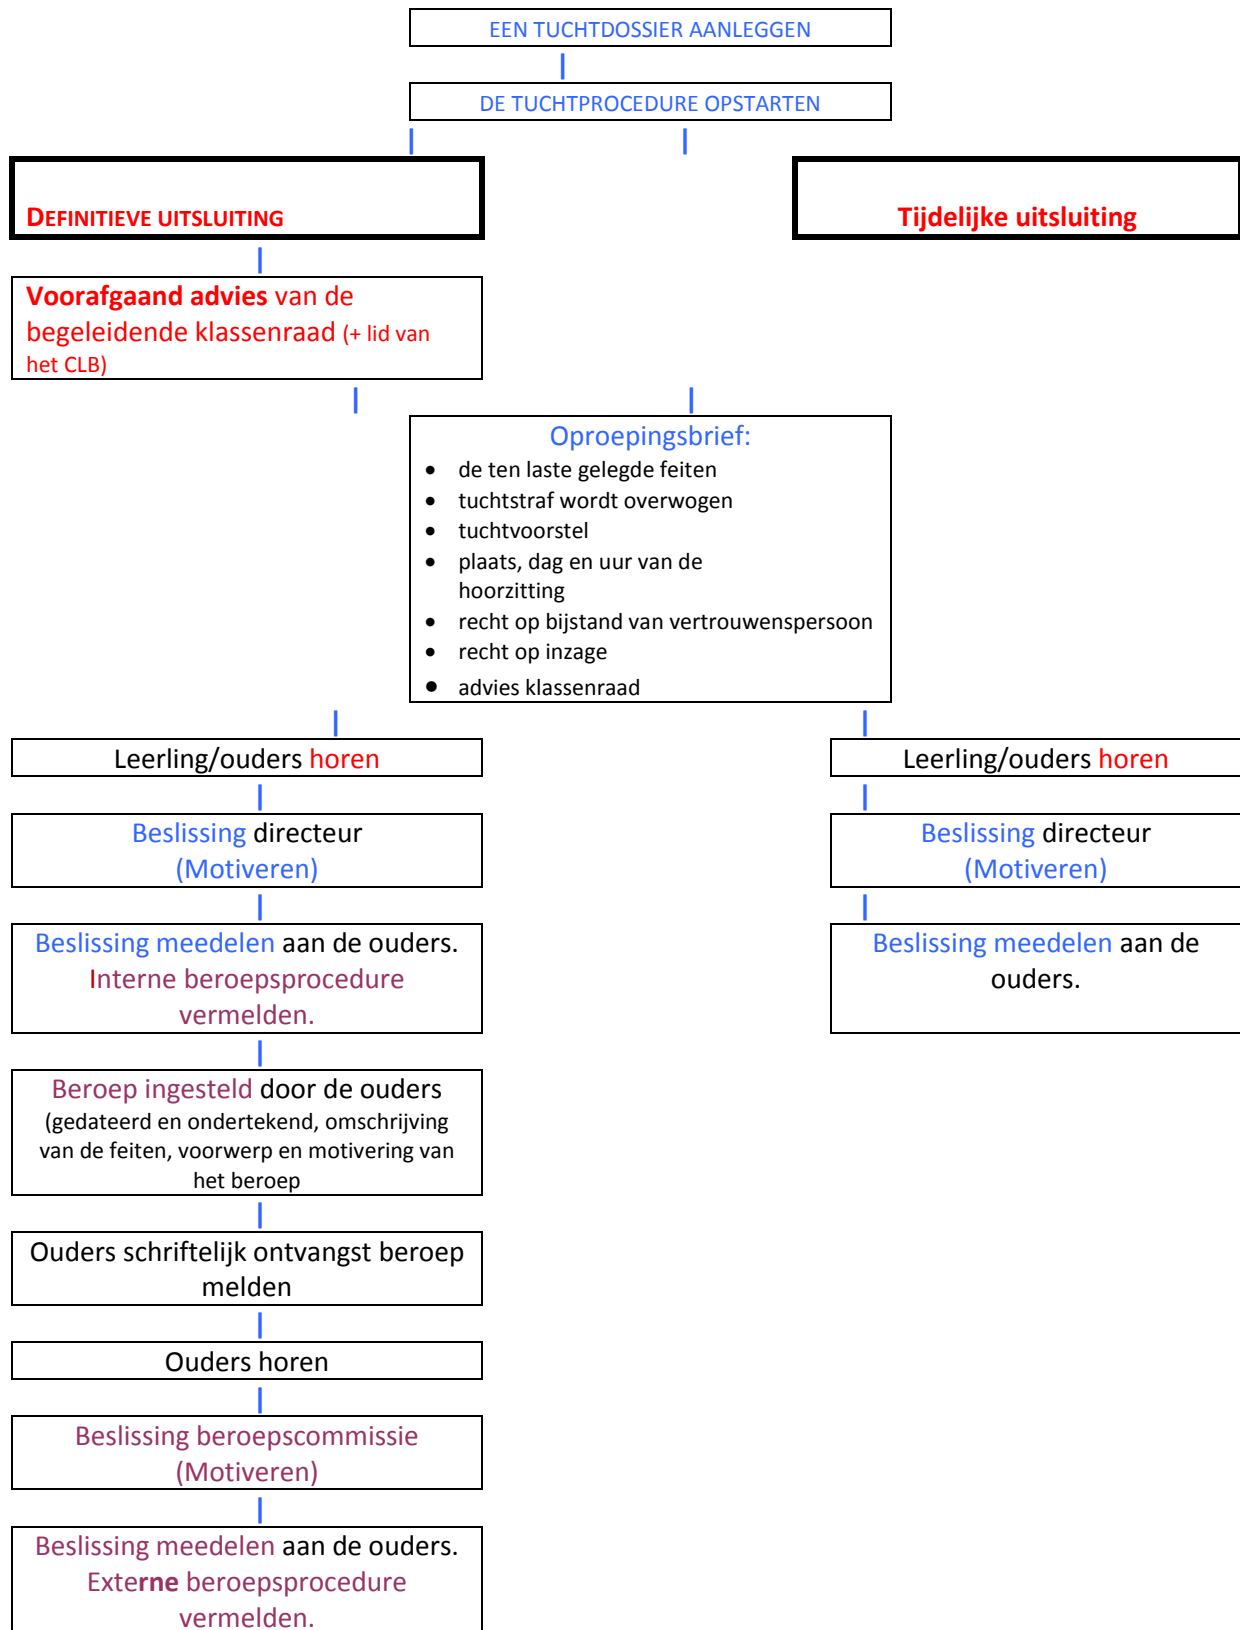 EEN TUCHTDOSSIER AANLEGGEN
DE TUCHTPROCEDURE OPSTARTEN
DEFINITIEVE UITSLUITING
Tijdelijke uitsluiting
Voorafgaand advies van de
begeleidende klassenraad (+ lid van
het CLB)
Oproepingsbrief:
• de ten laste gelegde feiten
• tuchtstraf wordt overwogen
• tuchtvoorstel
• plaats, dag en uur van de
hoorzitting
• recht op bijstand van vertrouwenspersoon
• recht op inzage
• advies klassenraad
Leerling/ouders horen
Leerling/ouders horen
Beslissing directeur
(Motiveren)
Beslissing directeur
(Motiveren)
Beslissing meedelen aan de ouders.
Interne beroepsprocedure
vermelden.
Beslissing meedelen aan de
ouders.
Beroep ingesteld door de ouders
(gedateerd en ondertekend, omschrijving
van de feiten, voorwerp en motivering van
het beroep
Ouders schriftelijk ontvangst beroep
melden
Ouders horen
Beslissing beroepscommissie
(Motiveren)
Beslissing meedelen aan de ouders.
Externe beroepsprocedure
vermelden.